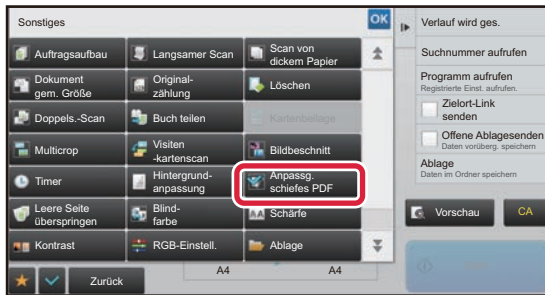 Sonstiges
OK
Auftragsaufbau
Langsamer Scan
Scan von
dickem Papier
Dokument
gem. Größe
Original-
zählung
Löschen
Doppels.-Scan
Buch teilen
Kartenbeilage
Multicrop
Visiten
-kartenscan
Bildbeschnitt
Timer
Hintergrund-
anpassung
Anpassg.
schiefes PDF
Leere Seite
überspringen
Blind-
farbe
AA Schärfe
Kontrast
RGB-Einstell.
Ablage
Zurück
A4
A4
Verlauf wird ges.
Suchnummer aufrufen
Programm aufrufen
Registrierte Einst. aufrufen.
Zielort-Link
senden
Offene Ablagesenden
Daten vorüberg. speichern
Ablage
Daten im Ordner speichern
Vorschau
CA